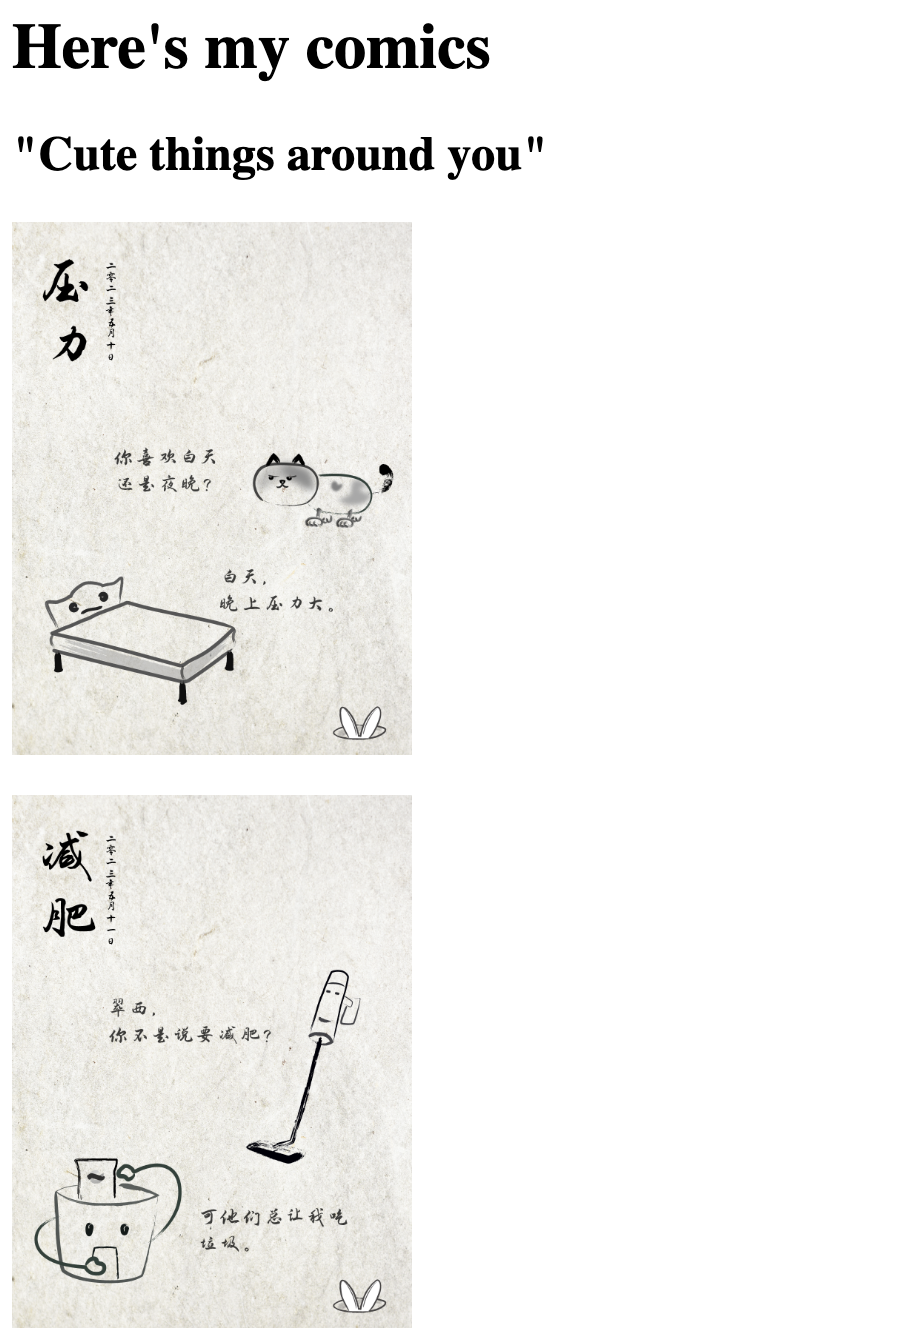 Here's my comics
"Cute things around you"
压力
二零二三年五月十日
你喜欢白天
还是夜晚？
白天，
晚上压力大。
减肥
二零二三年五月十一日
翠西，
你不是说要减肥？
可他们总让我吃
垃圾。